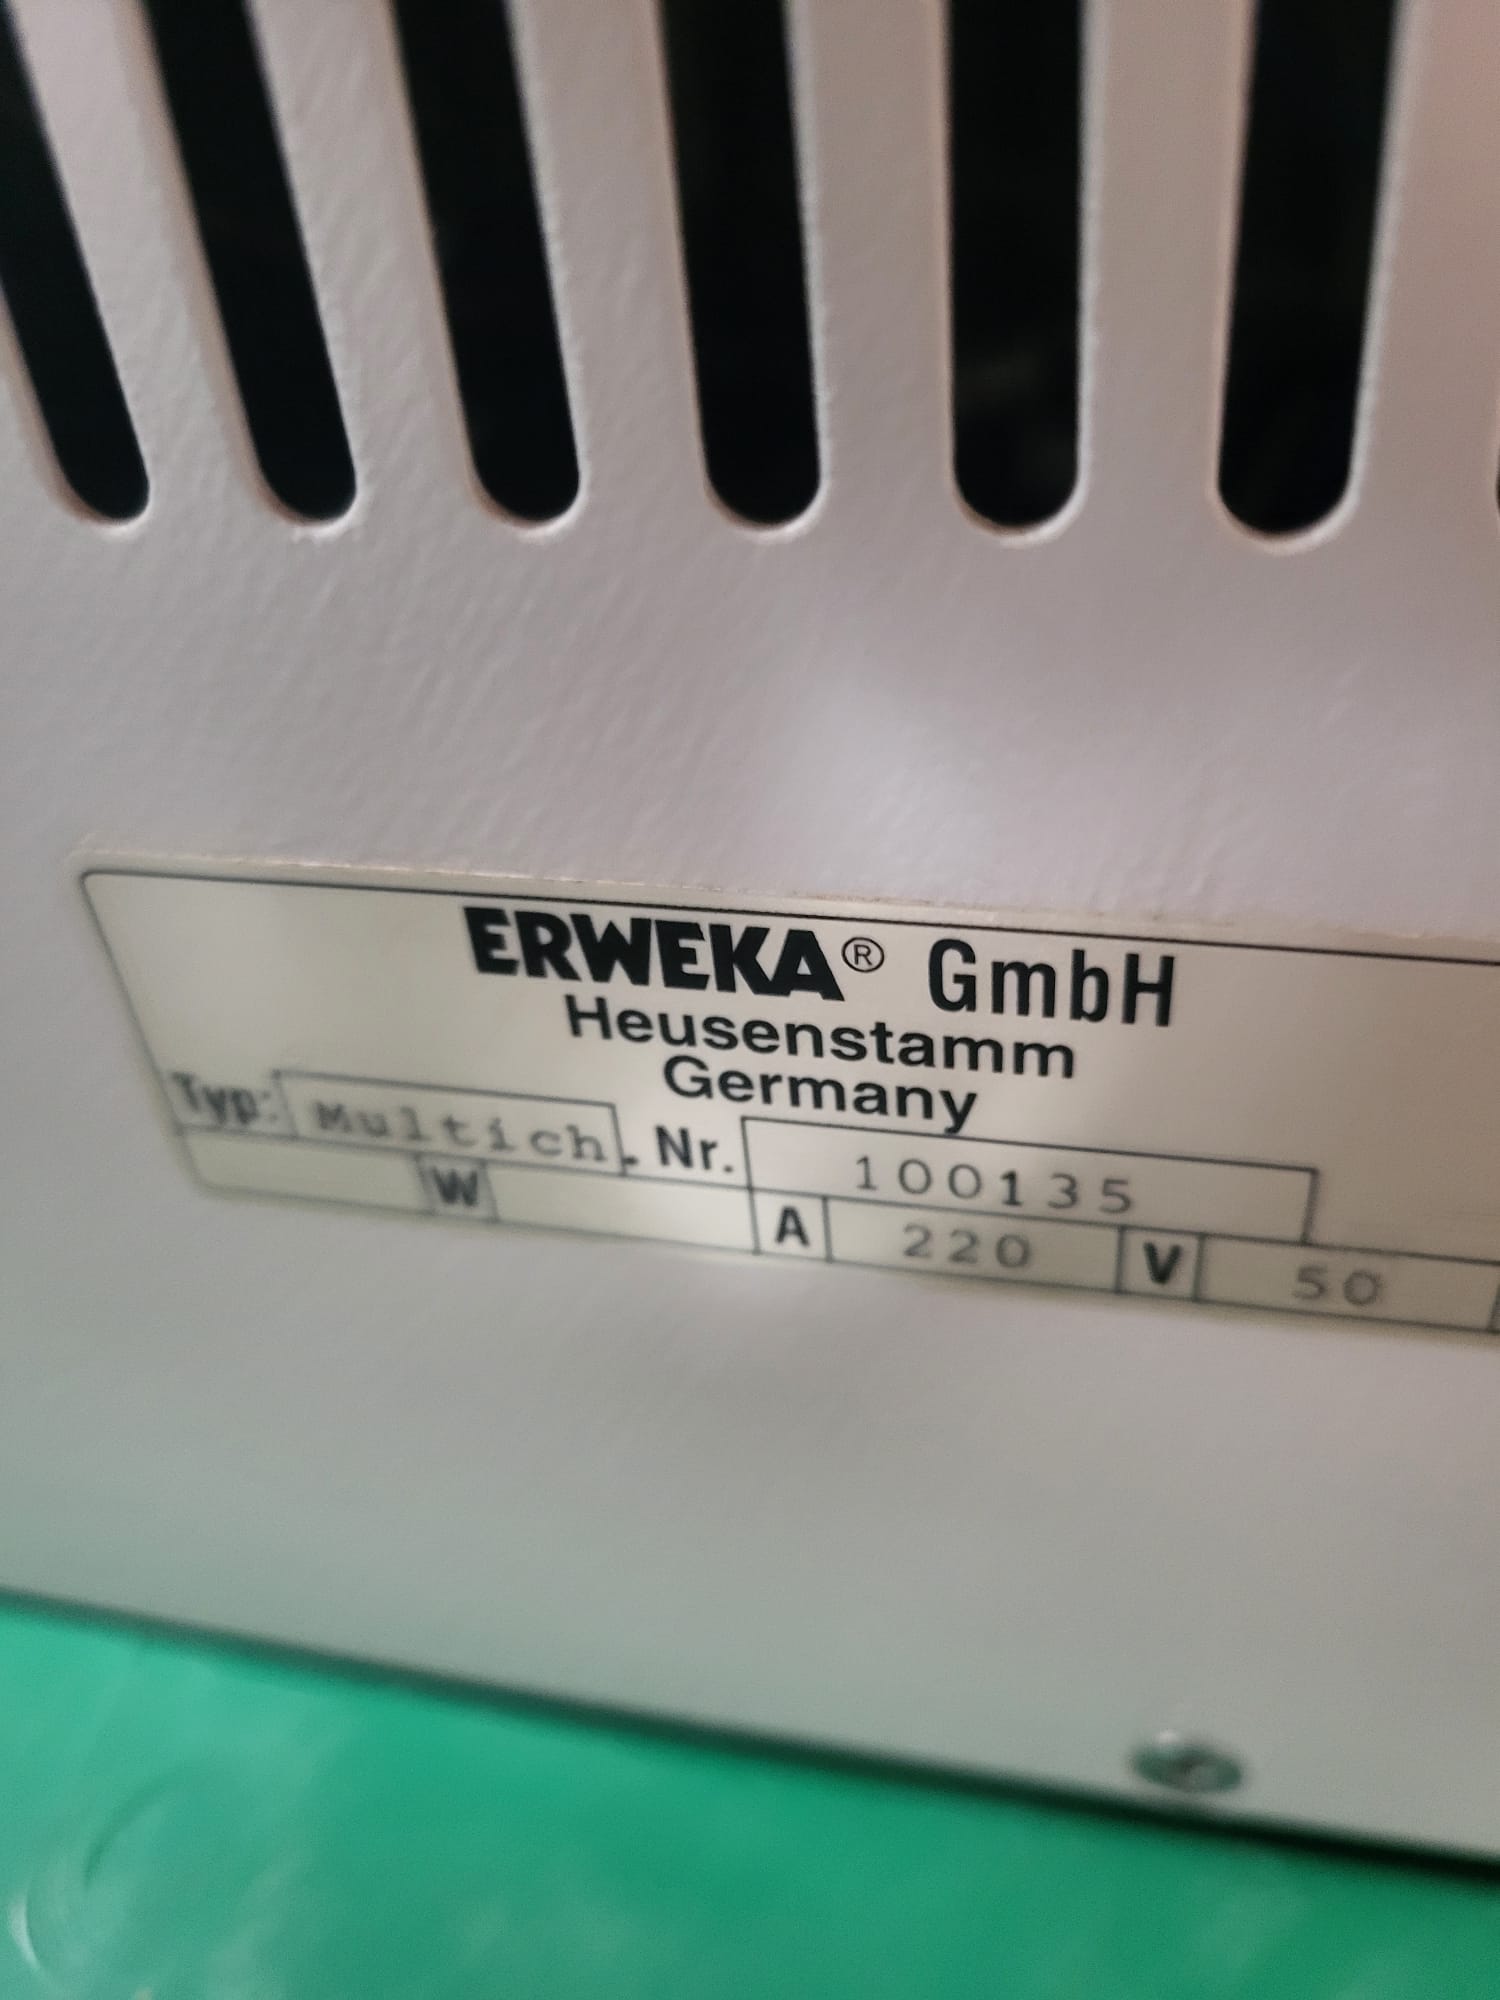 ERWEKA® GmbH
Heusenstamm
Germany
Typ: Multich. Nr. 100135
W A 220 V 50